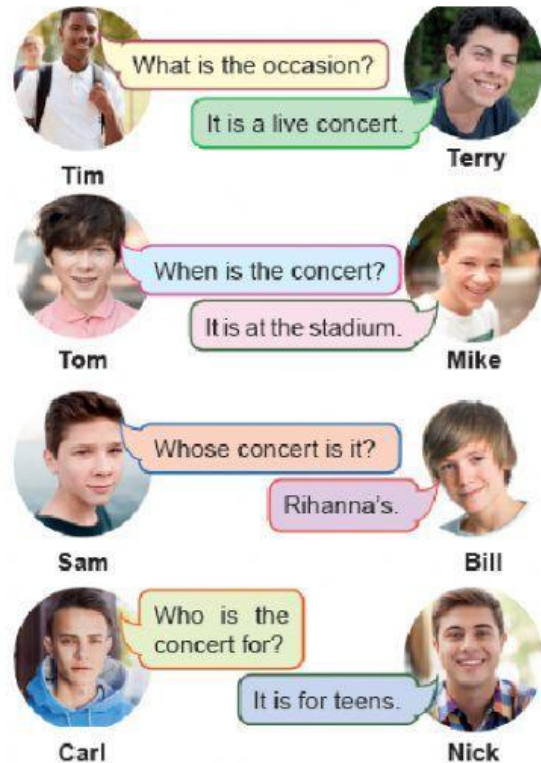 What is the occasion?
It is a live concert.
Tim
Terry
When is the concert?
It is at the stadium.
Tom
Mike
Whose concert is it?
Rihanna's.
Sam
Bill
Who is the
concert for?
It is for teens.
Carl
Nick